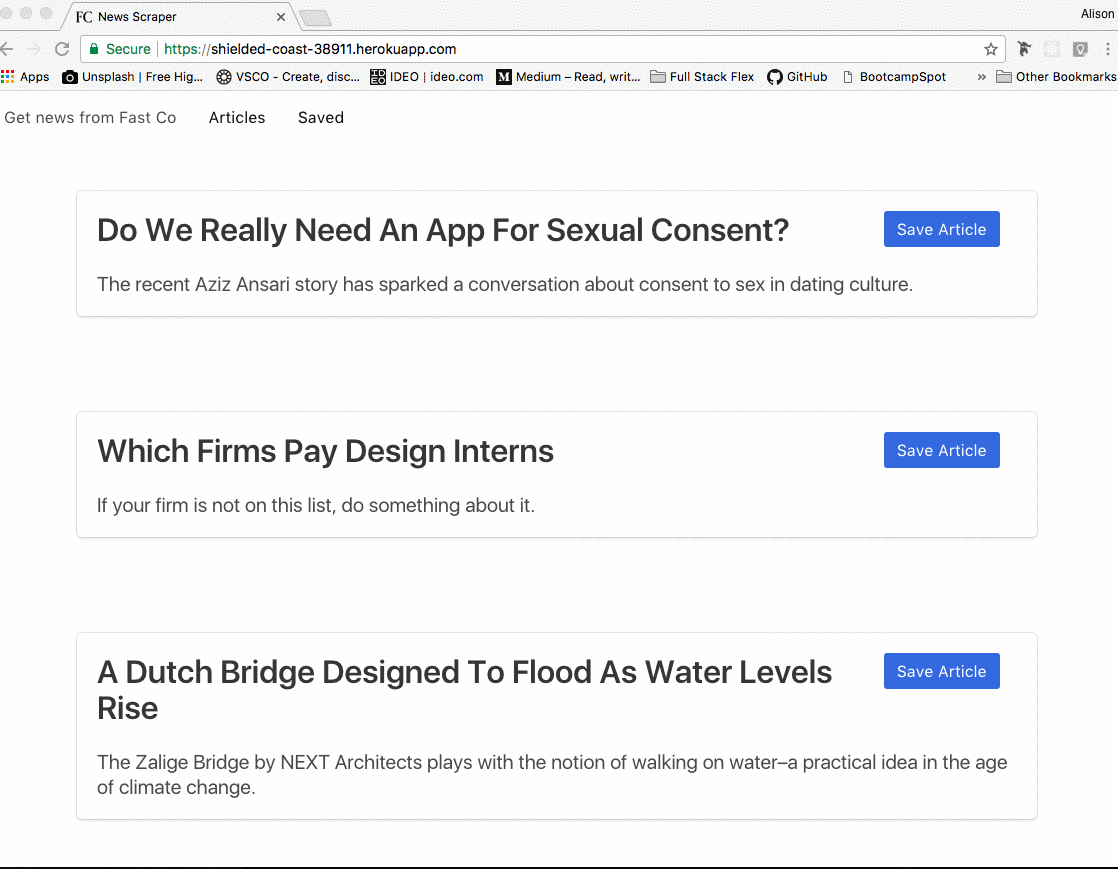 FC News Scraper
Alison
Secure https://shielded-coast-38911.herokuapp.com
Apps Unsplash | Free Hig... VSCO - Create, disc... IDEO | ideo.com Medium – Read, writ... Full Stack Flex GitHub BootcampSpot » Other Bookmarks
Get news from Fast Co Articles Saved
Do We Really Need An App For Sexual Consent? Save Article
The recent Aziz Ansari story has sparked a conversation about consent to sex in dating culture.
Which Firms Pay Design Interns Save Article
If your firm is not on this list, do something about it.
A Dutch Bridge Designed To Flood As Water Levels Save Article
Rise
The Zalige Bridge by NEXT Architects plays with the notion of walking on water–a practical idea in the age
of climate change.